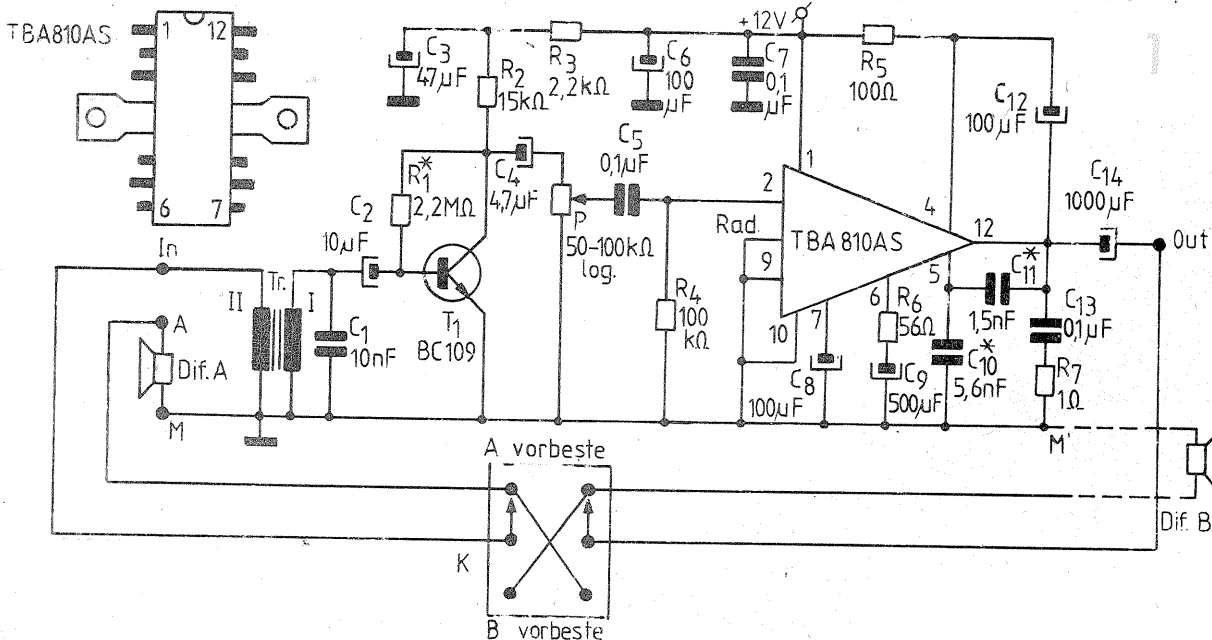 TBA810AS
1
12
6
7
C3
47µF
R2
15kΩ
R3
2,2kΩ
C6
100
µF
+12V
C7
0,1
µF
R5
100Ω
C12
100µF
R1*
2,2MΩ
C4
4,7µF
C5
0,1µF
P
50-100kΩ
log.
C2
10µF
T1
BC109
In
Tr.
II
I
C1
10nF
A
Dif. A
M
R4
100
kΩ
Rad.
2
1
9
10
7
6
5
4
12
TBA810AS
C14
1000µF
Out
C11*
1,5nF
C13
0,1µF
R6
56Ω
C10*
5,6nF
R7
1Ω
C8
100µF
C9
500µF
M'
A vorbeste
K
B vorbeste
Dif. B